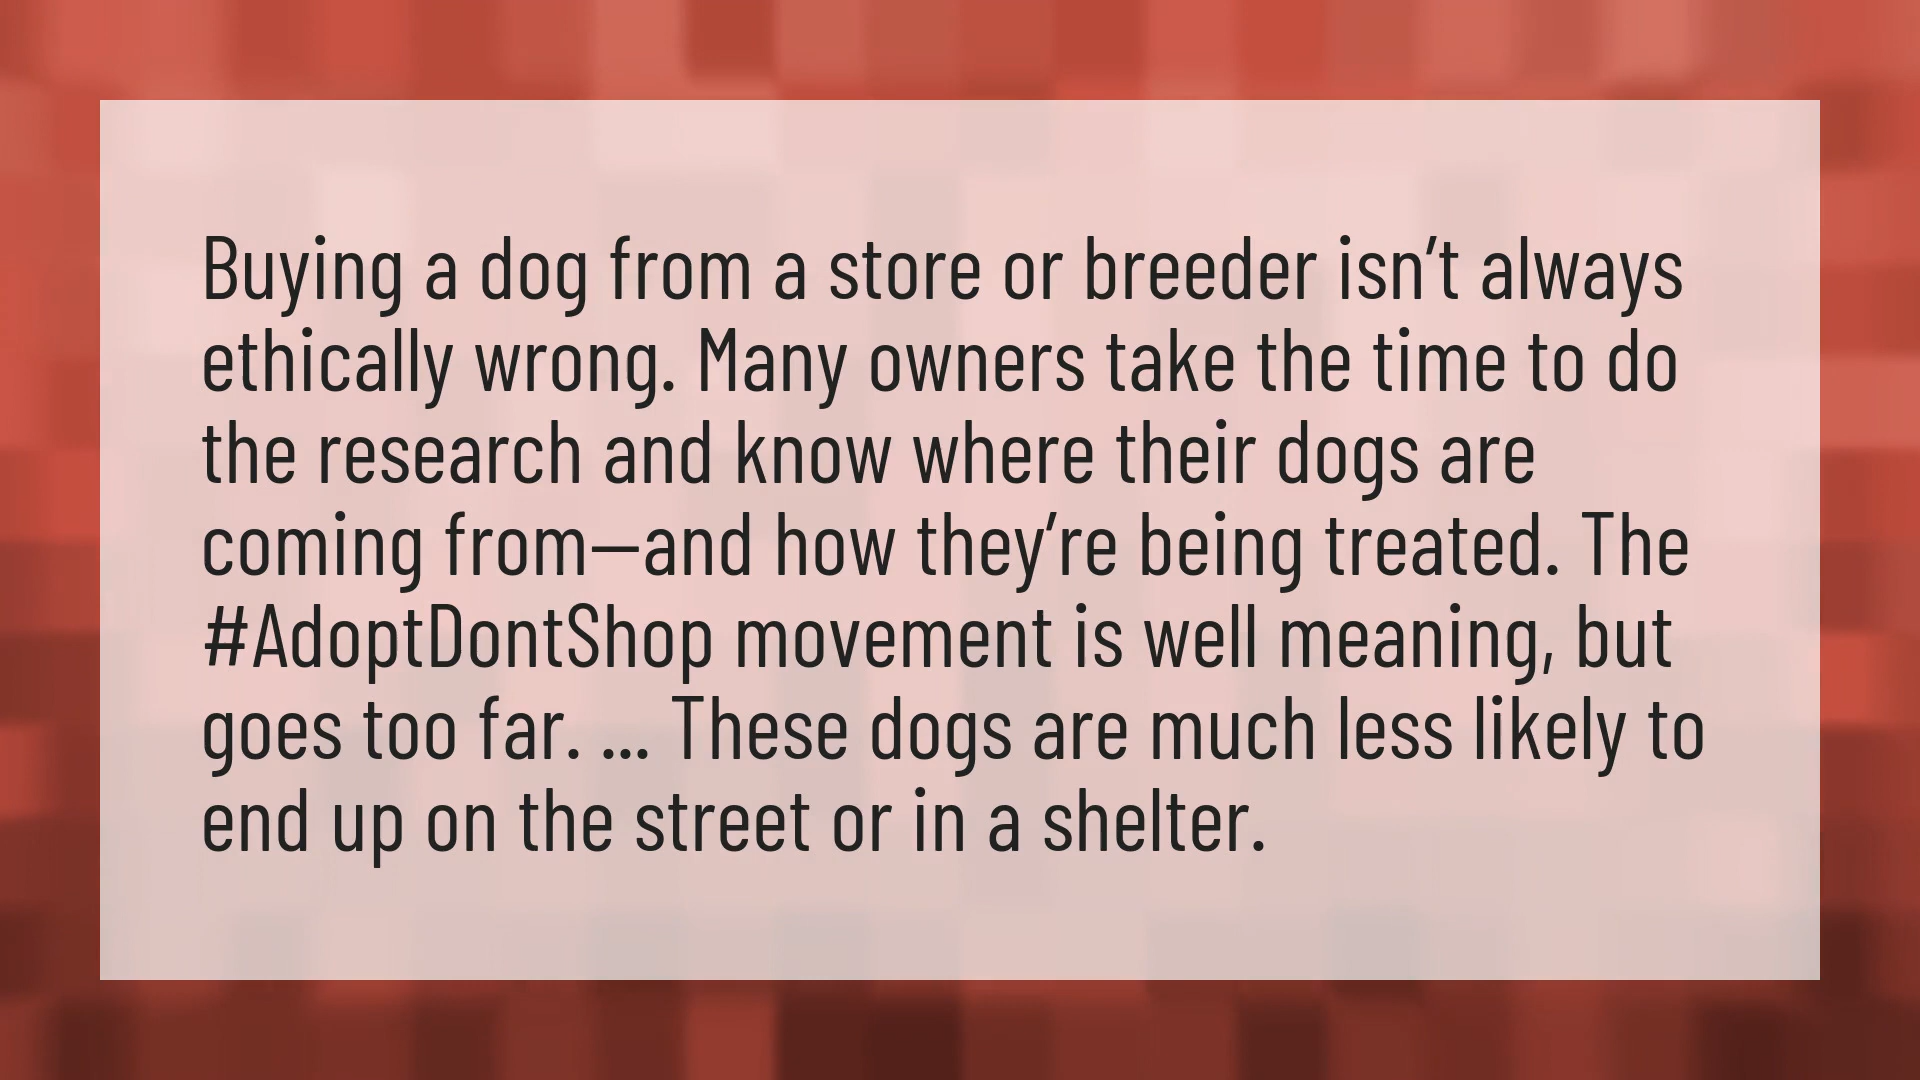 Buying a dog from a store or breeder isn’t always
ethically wrong. Many owners take the time to do
the research and know where their dogs are
coming from—and how they’re being treated. The
#AdoptDontShop movement is well meaning, but
goes too far. ... These dogs are much less likely to
end up on the street or in a shelter.